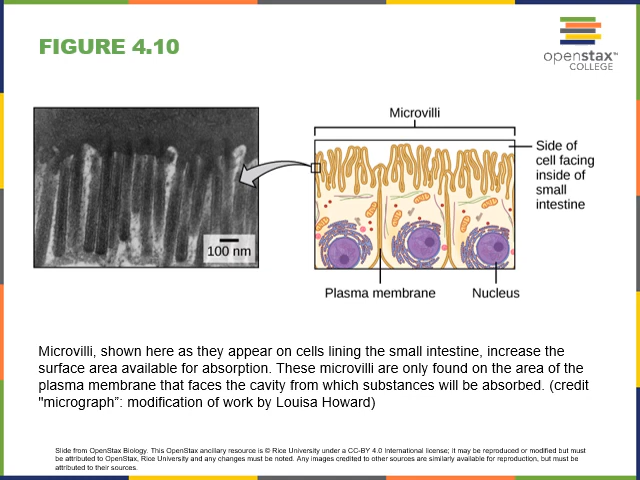 FIGURE 4.10
openstax™
COLLEGE
Microvilli
Side of
cell facing
inside of
small
intestine
100 nm
Plasma membrane
Nucleus
Microvilli, shown here as they appear on cells lining the small intestine, increase the
surface area available for absorption. These microvilli are only found on the area of the
plasma membrane that faces the cavity from which substances will be absorbed. (credit
"micrograph”: modification of work by Louisa Howard)
Slide from OpenStax Biology. This OpenStax ancillary resource is © Rice University under a CC-BY 4.0 International license; it may be reproduced or modified but must
be attributed to OpenStax, Rice University and any changes must be noted. Any images credited to other sources are similarly available for reproduction, but must be
attributed to their sources.